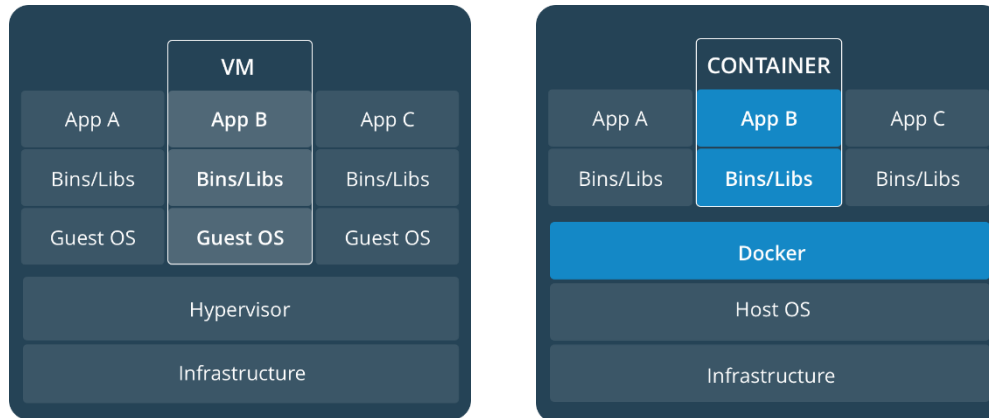 VM
App A App B App C
Bins/Libs Bins/Libs Bins/Libs
Guest OS Guest OS Guest OS
Hypervisor
Infrastructure
CONTAINER
App A App B App C
Bins/Libs Bins/Libs Bins/Libs
Docker
Host OS
Infrastructure